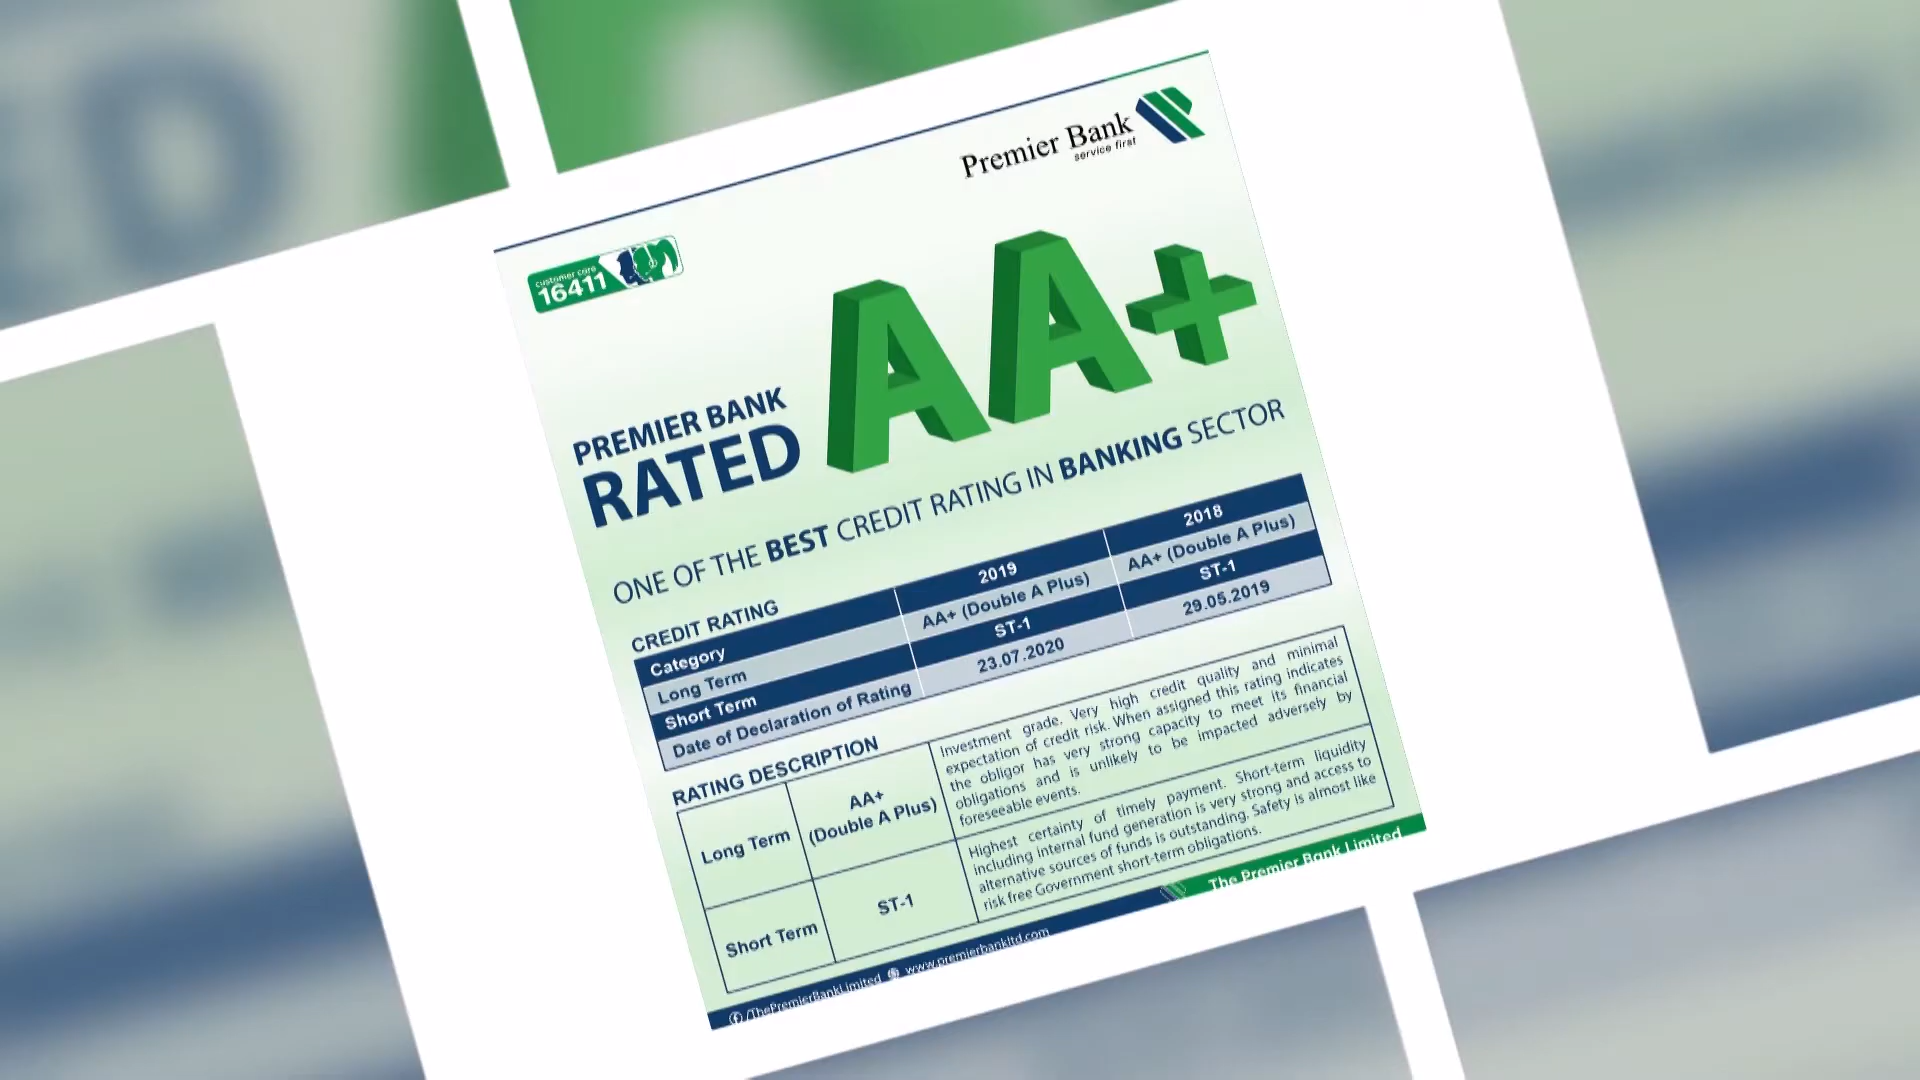 Premier Bank
service first
customer care
16411
PREMIER BANK
RATED
AA+
ONE OF THE BEST CREDIT RATING IN BANKING SECTOR
CREDIT RATING
Category 2019 2018
Long Term AA+ (Double A Plus) AA+ (Double A Plus)
Short Term ST-1 ST-1
Date of Declaration of Rating 23.07.2020 29.05.2019
RATING DESCRIPTION
Long Term
AA+
(Double A Plus)
Investment grade. Very high credit quality and minimal
expectation of credit risk. When assigned this rating indicates
the obligor has very strong capacity to meet its financial
obligations and is unlikely to be impacted adversely by
foreseeable events.
Short Term
ST-1
Highest certainty of timely payment. Short-term liquidity
including internal fund generation is very strong and access to
alternative sources of funds is outstanding. Safety is almost like
risk free Government short-term obligations.
The Premier Bank Limited
/ThePremierBankLimited www.premierbankltd.com